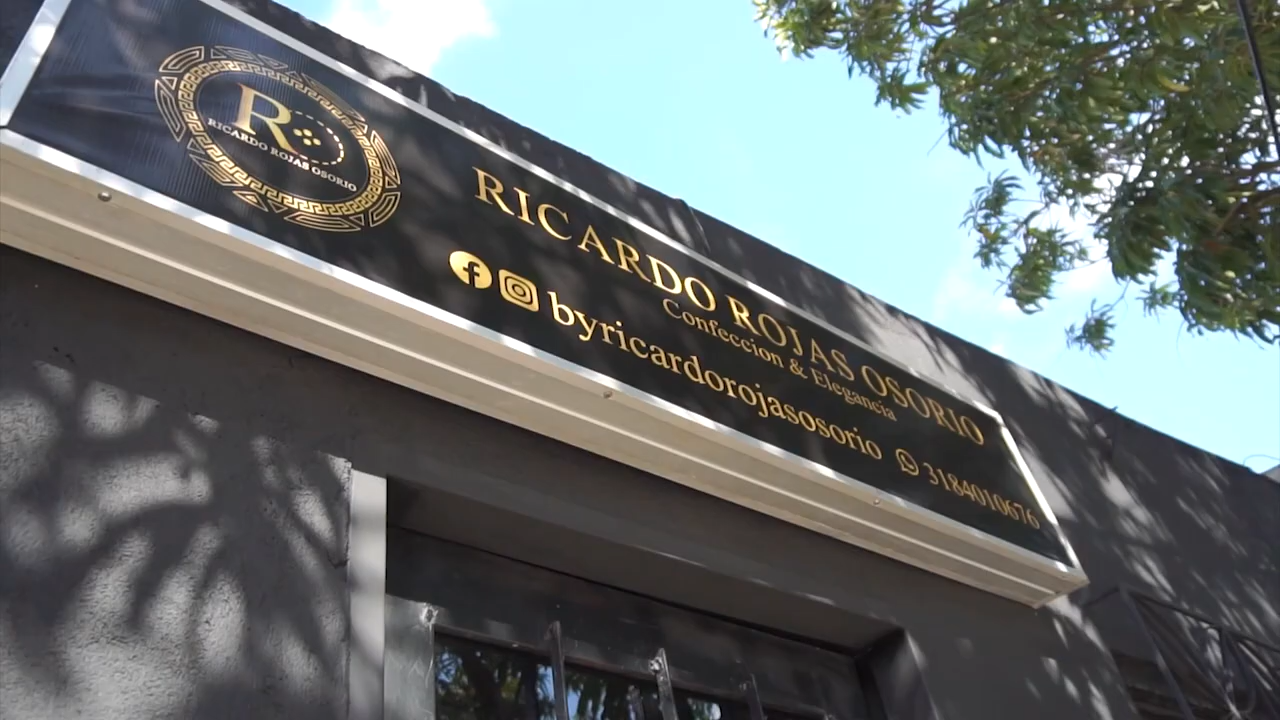 R
RICARDO ROJAS OSORIO
RICARDO ROJAS OSORIO
Confeccion & Elegancia
byricardorojasosorio 3184010676